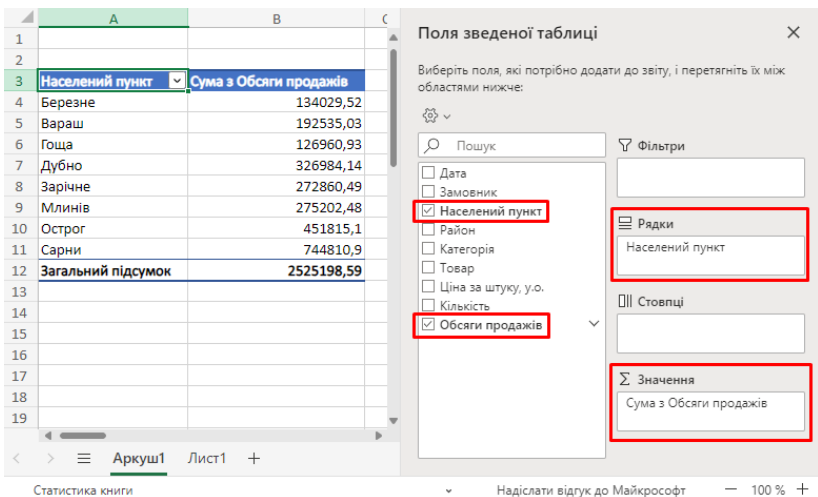 A B C
1
2
3 Населений пункт Сума з Обсяги продажів
4 Березне 134029,52
5 Вараш 192535,03
6 Гоща 126960,93
7 Дубно 326984,14
8 Зарічне 272860,49
9 Млинів 275202,48
10 Острог 451815,1
11 Сарни 744810,9
12 Загальний підсумок 2525198,59
13
14
15
16
17
18
19
Аркуш1 Лист1
Статистика книги
Поля зведеної таблиці
Виберіть поля, які потрібно додати до звіту, і перетягніть їх між
областями нижче:
Пошук
Дата
Замовник
Населений пункт
Район
Категорія
Товар
Ціна за штуку, у.о.
Кількість
Обсяги продажів
Фільтри
Рядки
Населений пункт
Стовпці
Σ Значення
Сума з Обсяги продажів
Надіслати відгук до Майкрософт — 100 % +